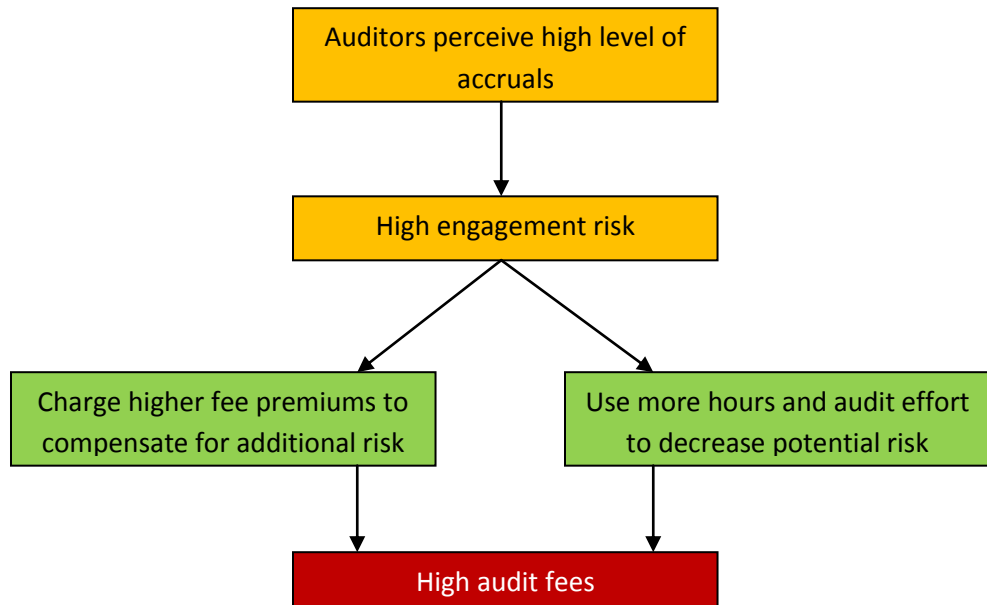 Auditors perceive high level of
accruals
High engagement risk
Charge higher fee premiums to
compensate for additional risk
Use more hours and audit effort
to decrease potential risk
High audit fees